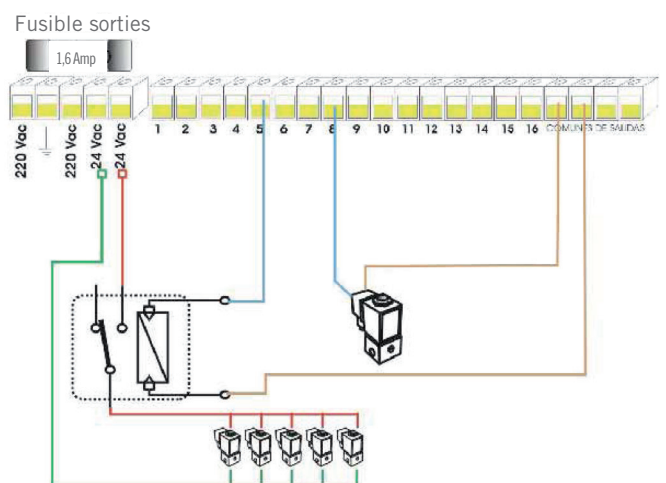 Fusible sorties
1,6 Amp
220 Vac 220 Vac 24 Vac 24 Vac
1 2 3 4 5 6 7 8 9 10 11 12 13 14 15 16 COMUNES DE SALIDAS